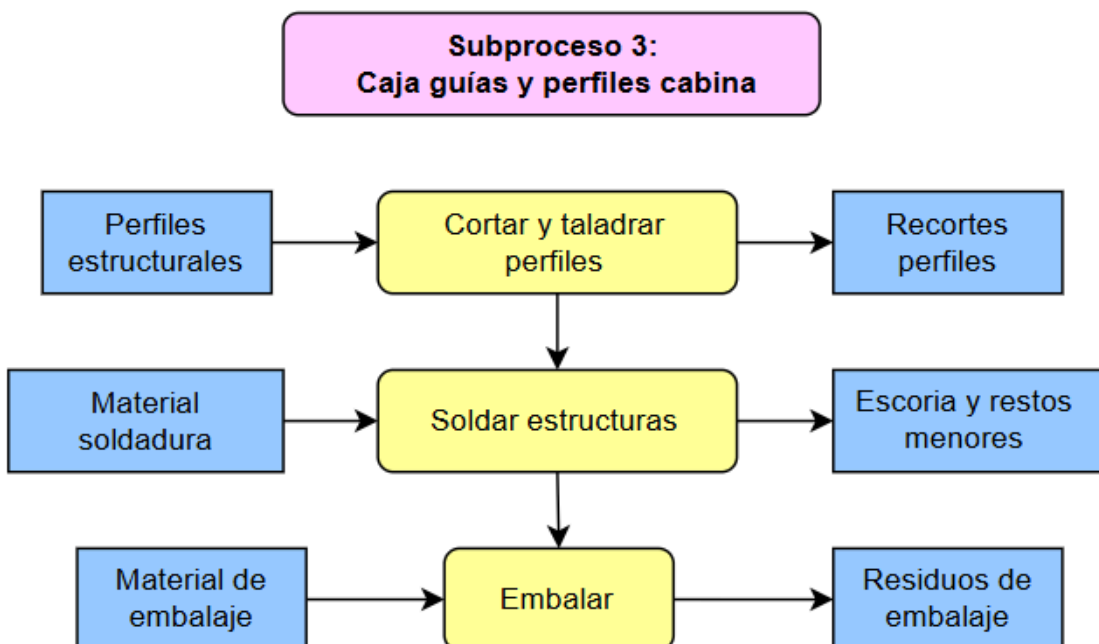 Subproceso 3:
Caja guías y perfiles cabina
Perfiles
estructurales
Cortar y taladrar
perfiles
Recortes
perfiles
Material
soldadura
Soldar estructuras
Escoria y restos
menores
Material de
embalaje
Embalar
Residuos de
embalaje